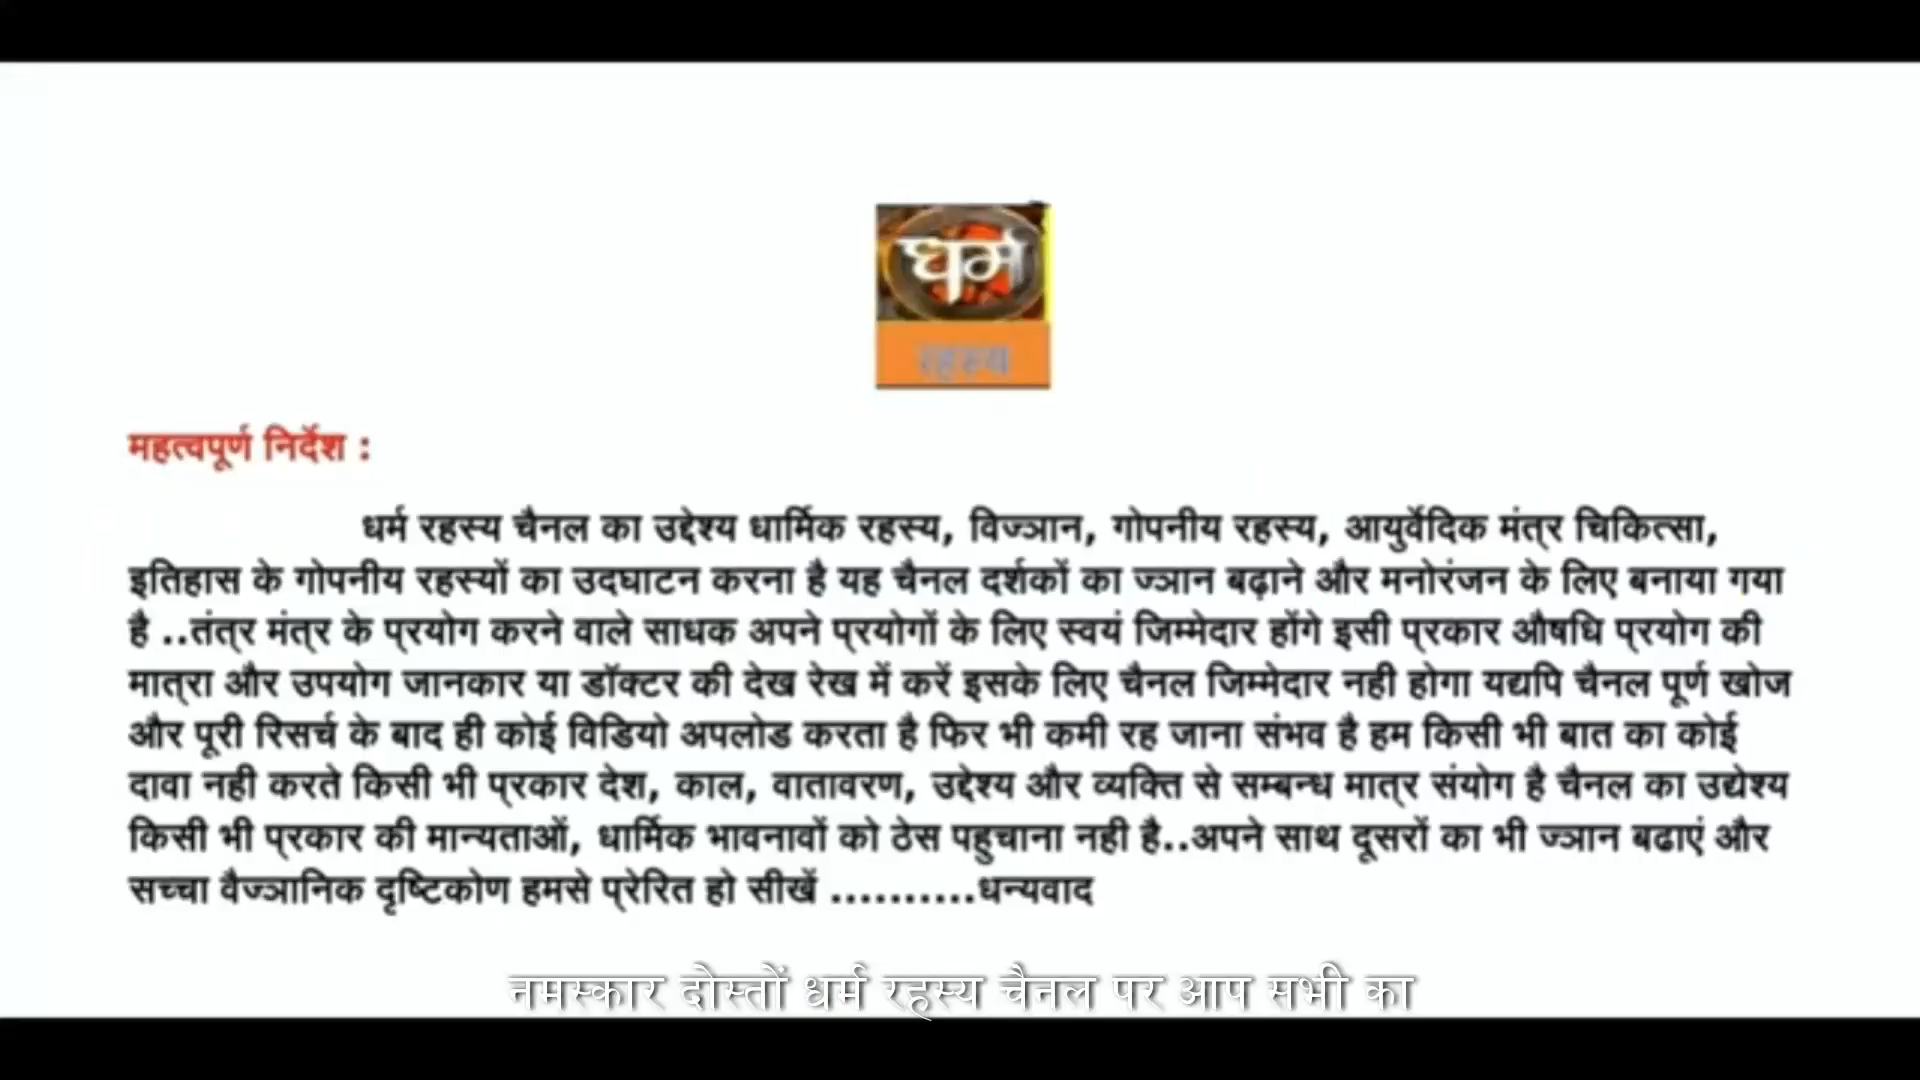 धर्म
रहस्य
महत्वपूर्ण निर्देश :
धर्म रहस्य चैनल का उद्देश्य धार्मिक रहस्य, विज्ञान, गोपनीय रहस्य, आयुर्वेदिक मंत्र चिकित्सा,
इतिहास के गोपनीय रहस्यों का उदघाटन करना है यह चैनल दर्शकों का ज्ञान बढ़ाने और मनोरंजन के लिए बनाया गया
है ..तंत्र मंत्र के प्रयोग करने वाले साधक अपने प्रयोगों के लिए स्वयं जिम्मेदार होंगे इसी प्रकार औषधि प्रयोग की
मात्रा और उपयोग जानकार या डॉक्टर की देख रेख में करें इसके लिए चैनल जिम्मेदार नही होगा यद्यपि चैनल पूर्ण खोज
और पूरी रिसर्च के बाद ही कोई विडियो अपलोड करता है फिर भी कमी रह जाना संभव है हम किसी भी बात का कोई
दावा नही करते किसी भी प्रकार देश, काल, वातावरण, उद्देश्य और व्यक्ति से सम्बन्ध मात्र संयोग है चैनल का उद्येश्य
किसी भी प्रकार की मान्यताओं, धार्मिक भावनावों को ठेस पहुचाना नही है..अपने साथ दूसरों का भी ज्ञान बढाएं और
सच्चा वैज्ञानिक दृष्टिकोण हमसे प्रेरित हो सीखें ..........धन्यवाद
नमस्कार दोस्तों धर्म रहस्य चैनल पर आप सभी का